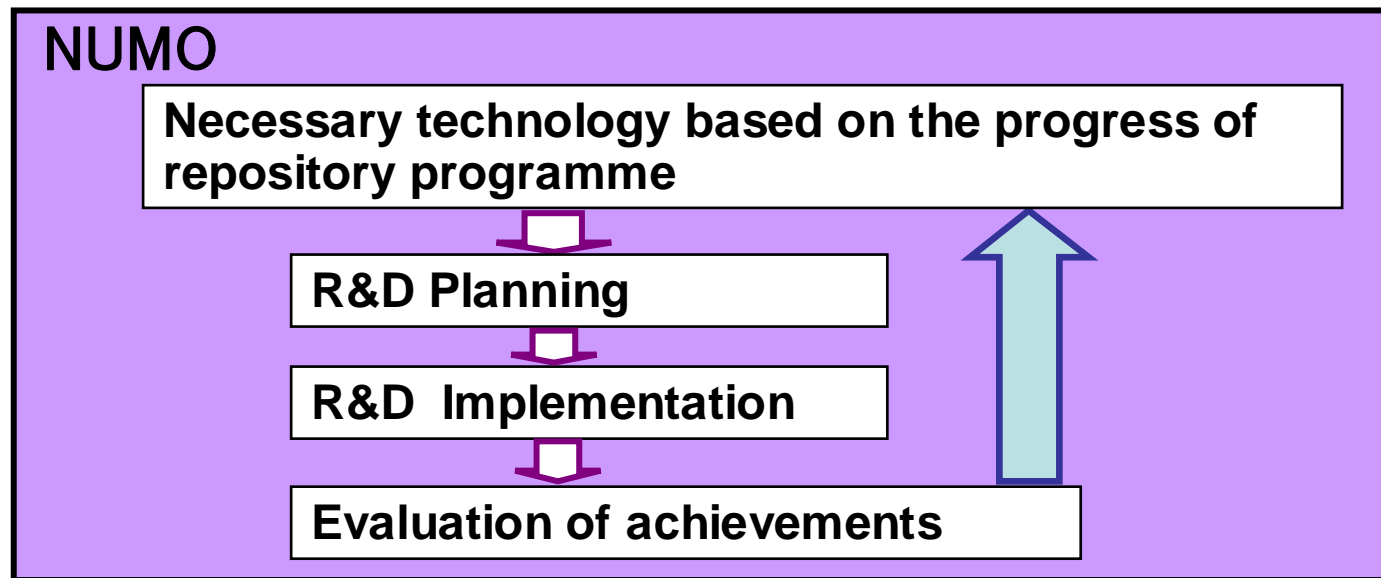 NUMO
Necessary technology based on the progress of
repository programme
R&D Planning
R&D Implementation
Evaluation of achievements